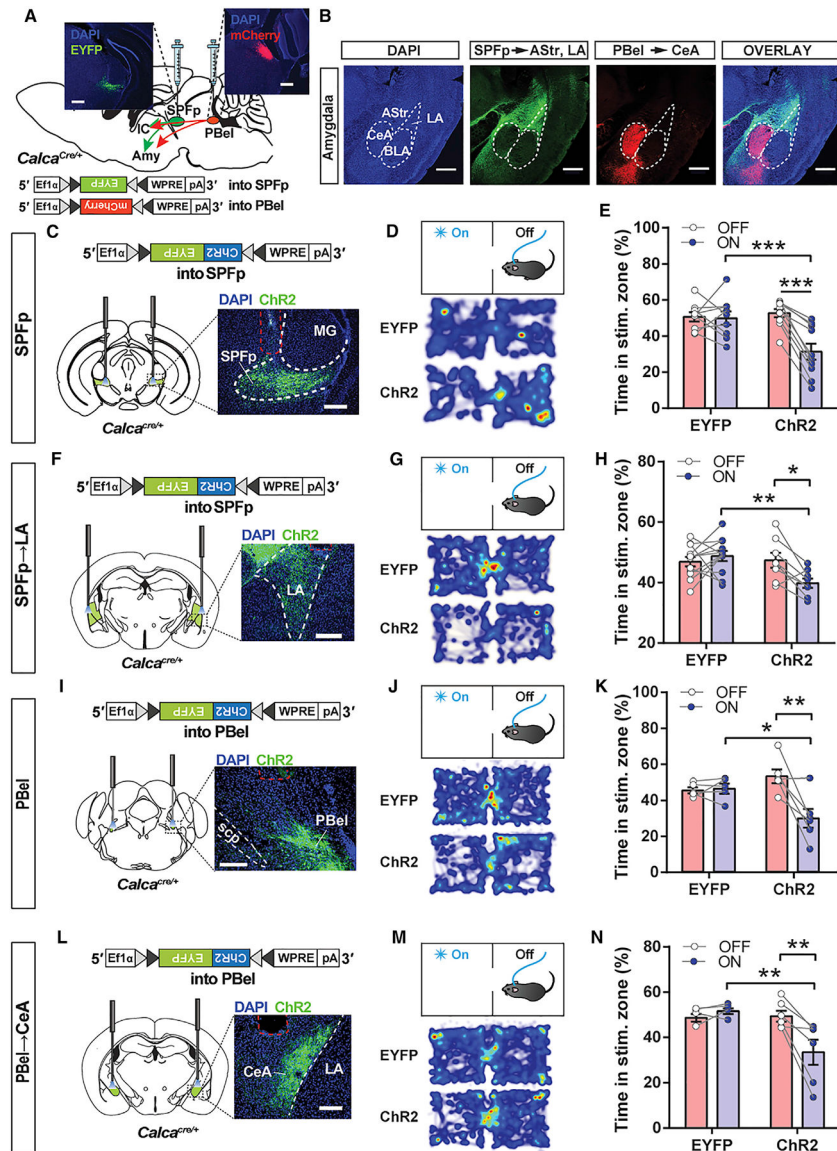 A
DAPI
EYFP
DAPI
mCherry
SPFp
PBel
IC
Amy
Calca^Cre/+
5′ Ef1α EYFP WPRE pA 3′ into SPFp
5′ Ef1α mCherry WPRE pA 3′ into PBel
B
DAPI
SPFp→AStr, LA
PBel → CeA
OVERLAY
Amygdala
AStr
LA
CeA
BLA
SPFp
C
5′ Ef1α EYFP ChR2 WPRE pA 3′
into SPFp
DAPI ChR2
MG
SPFp
Calca^cre/+
D
On
Off
EYFP
ChR2
E
OFF
ON
***
***
Time in stim. zone (%)
100
80
60
40
20
0
EYFP
ChR2
SPFp→LA
F
5′ Ef1α EYFP ChR2 WPRE pA 3′
into SPFp
DAPI
ChR2
LA
Calca^cre/+
G
On
Off
EYFP
ChR2
H
OFF
ON
*
**
Time in stim. zone (%)
80
60
40
20
EYFP
ChR2
PBel
I
5′ Ef1α EYFP ChR2 WPRE pA 3′
into PBel
DAPI ChR2
PBel
scp
Calca^cre/+
J
On
Off
EYFP
ChR2
K
OFF
ON
**
*
Time in stim. zone (%)
100
80
60
40
20
0
EYFP
ChR2
PBel→CeA
L
5′ Ef1α EYFP ChR2 WPRE pA 3′
into PBel
DAPI ChR2
CeA
LA
Calca^cre/+
M
On
Off
EYFP
ChR2
N
OFF
ON
**
**
Time in stim. zone (%)
80
60
40
20
0
EYFP
ChR2